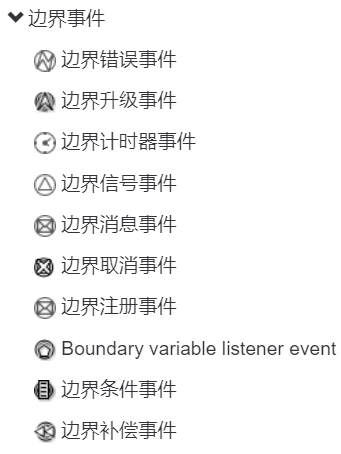 边界事件
边界错误事件
边界升级事件
边界计时器事件
边界信号事件
边界消息事件
边界取消事件
边界注册事件
Boundary variable listener event
边界条件事件
边界补偿事件